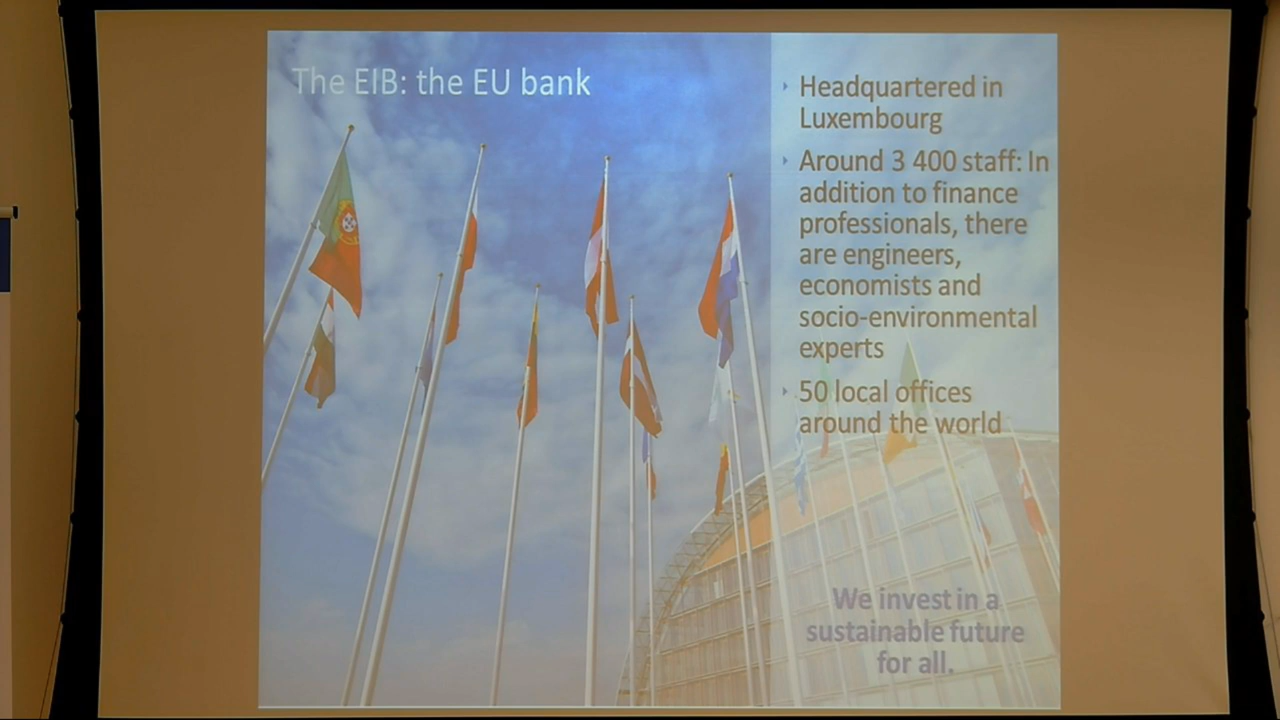 The EIB: the EU bank
Headquartered in
Luxembourg
Around 3 400 staff: In
addition to finance
professionals, there
are engineers,
economists and
socio-environmental
experts
50 local offices
around the world
We invest in a
sustainable future
for all.